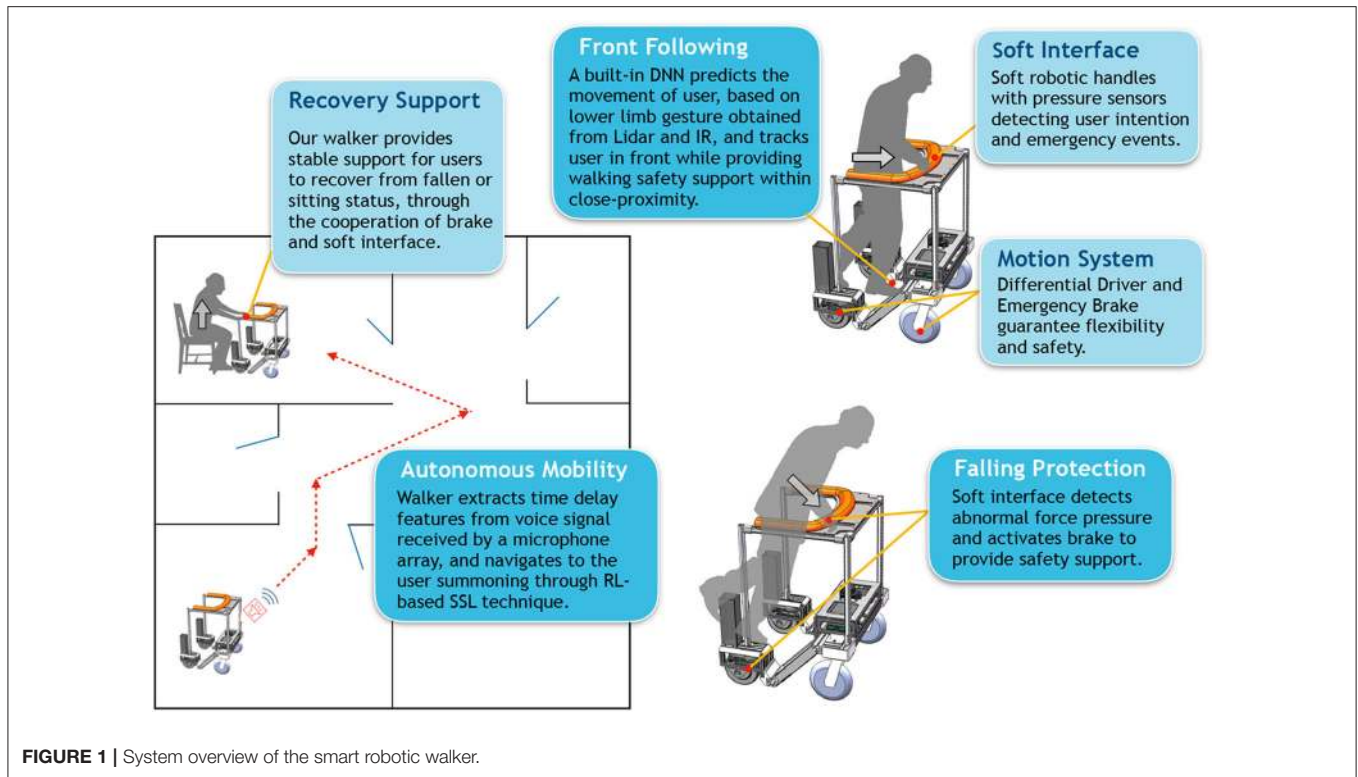 Recovery Support
Our walker provides
stable support for users
to recover from fallen or
sitting status, through
the cooperation of brake
and soft interface.
Front Following
A built-in DNN predicts the
movement of user, based on
lower limb gesture obtained
from Lidar and IR, and tracks
user in front while providing
walking safety support within
close-proximity.
Soft Interface
Soft robotic handles
with pressure sensors
detecting user intention
and emergency events.
Motion System
Differential Driver and
Emergency Brake
guarantee flexibility
and safety.
Autonomous Mobility
Walker extracts time delay
features from voice signal
received by a microphone
array, and navigates to the
user summoning through RL-
based SSL technique.
Falling Protection
Soft interface detects
abnormal force pressure
and activates brake to
provide safety support.
FIGURE 1 | System overview of the smart robotic walker.